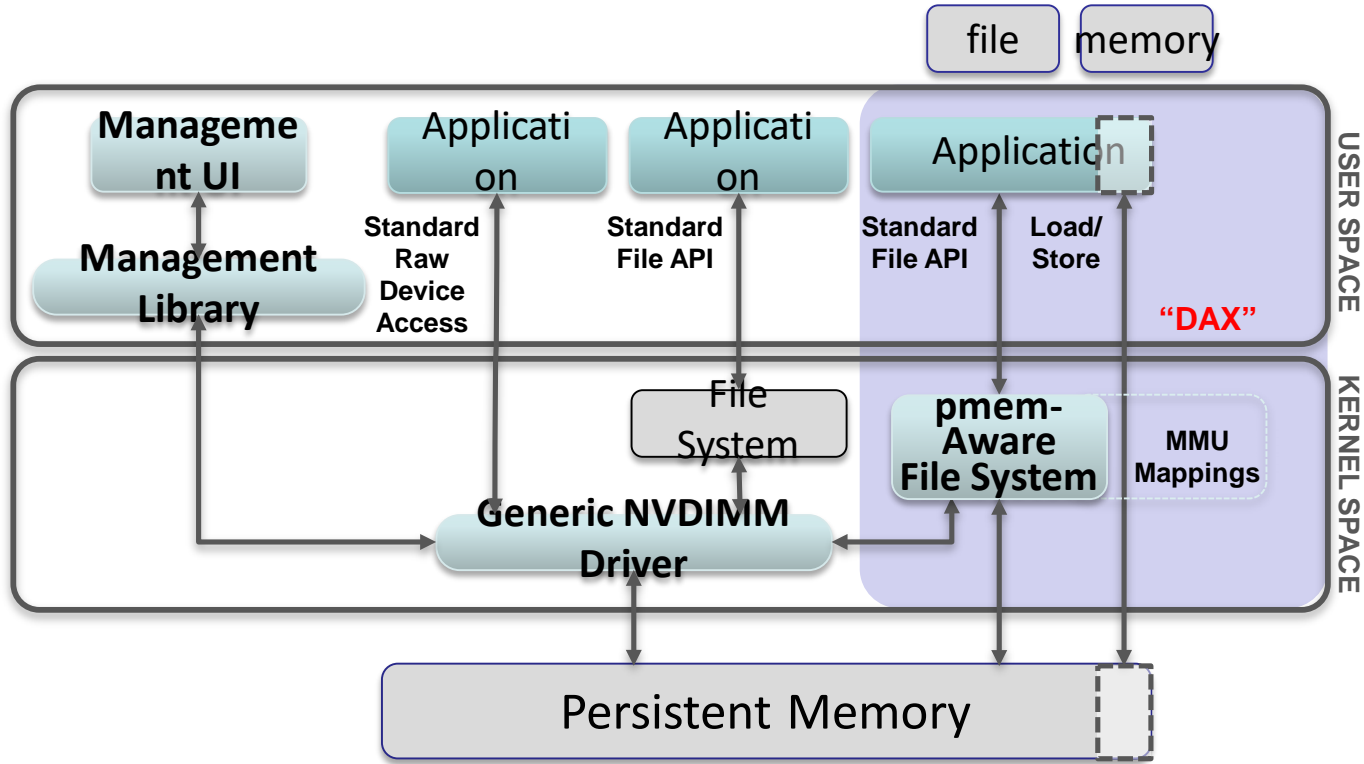 file
memory
Manageme
nt UI
Applicati
on
Applicati
on
Application
USER SPACE
Standard
Raw
Device
Access
Standard
File API
Standard
File API
Load/
Store
Management
Library
“DAX”
KERNEL SPACE
File
System
pmem-
Aware
File System
MMU
Mappings
Generic NVDIMM
Driver
Persistent Memory